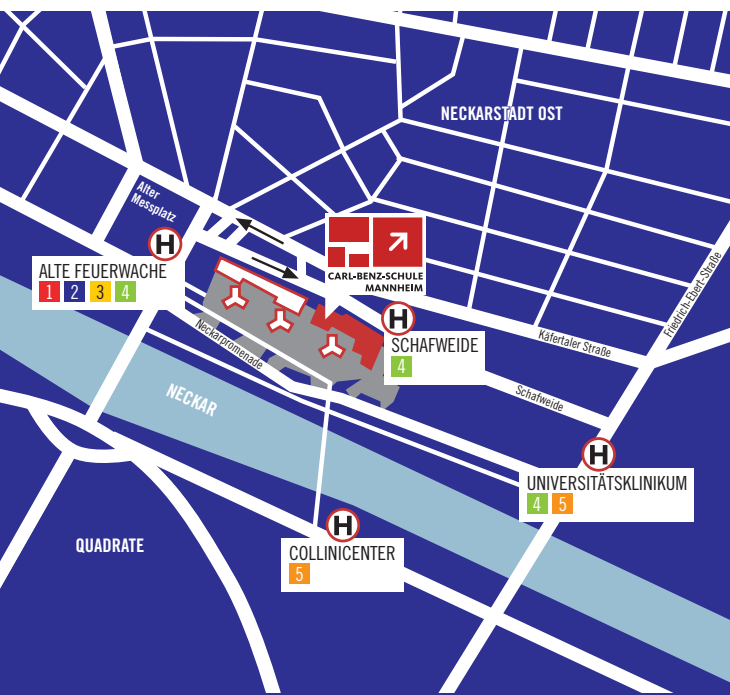 NECKARSTADT OST
Alter
Messplatz
H
ALTE FEUERWACHE
1 2 3 4
CARL-BENZ-SCHULE
MANNHEIM
Friedrich-Ebert-Straße
H
SCHAFWEIDE
4
Käfertaler Straße
Neckarpromenade
Schafweide
NECKAR
H
UNIVERSITÄTSKLINIKUM
4 5
QUADRATE
H
COLLINICENTER
5